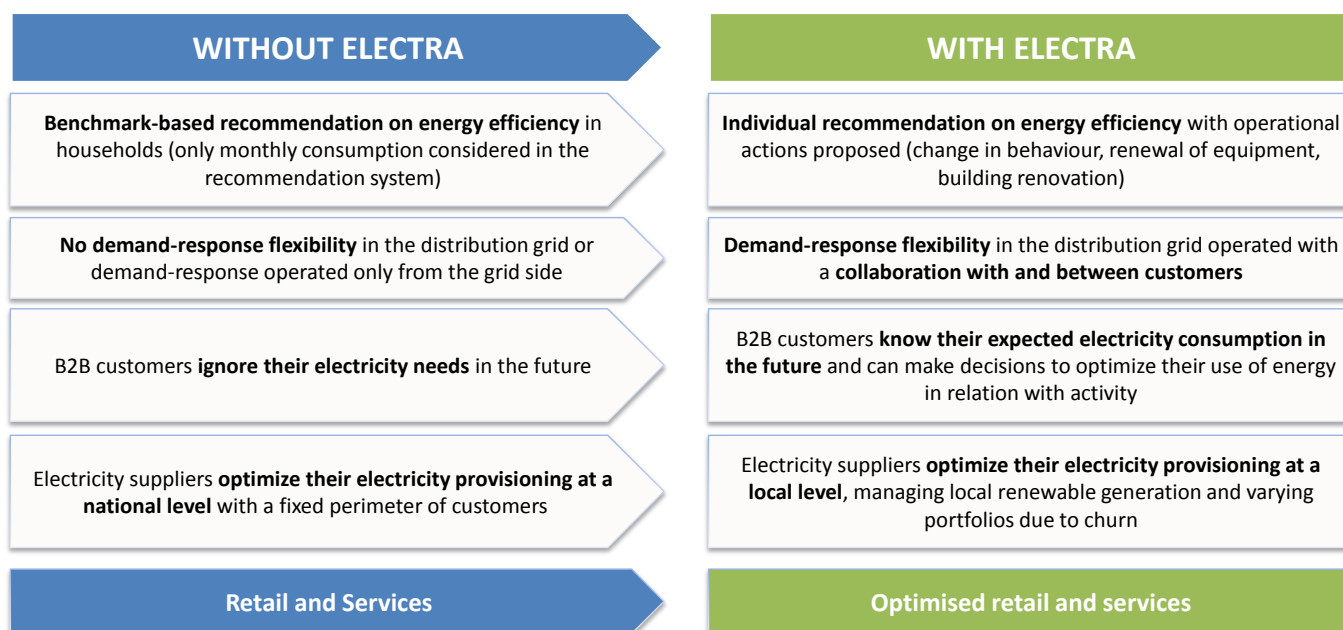 WITHOUT ELECTRA
WITH ELECTRA
Benchmark-based recommendation on energy efficiency in
households (only monthly consumption considered in the
recommendation system)
Individual recommendation on energy efficiency with operational
actions proposed (change in behaviour, renewal of equipment,
building renovation)
No demand-response flexibility in the distribution grid or
demand-response operated only from the grid side
Demand-response flexibility in the distribution grid operated with
a collaboration with and between customers
B2B customers ignore their electricity needs in the future
B2B customers know their expected electricity consumption in
the future and can make decisions to optimize their use of energy
in relation with activity
Electricity suppliers optimize their electricity provisioning at a
national level with a fixed perimeter of customers
Electricity suppliers optimize their electricity provisioning at a
local level, managing local renewable generation and varying
portfolios due to churn
Retail and Services
Optimised retail and services